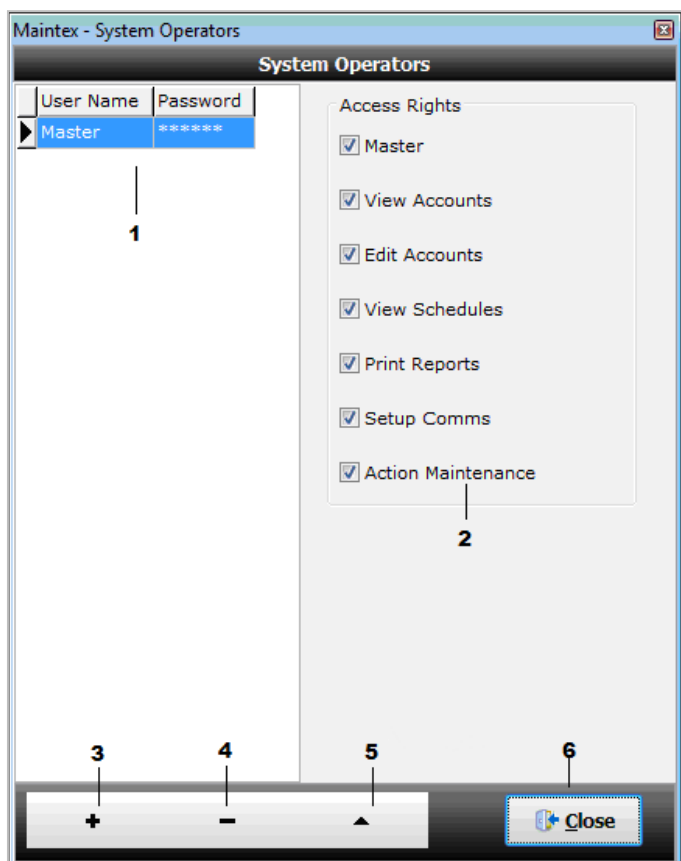 Maintex - System Operators
System Operators
User Name Password
Master ******
Access Rights
Master
View Accounts
Edit Accounts
View Schedules
Print Reports
Setup Comms
Action Maintenance
1
2
3 4 5 6
+ -
Close